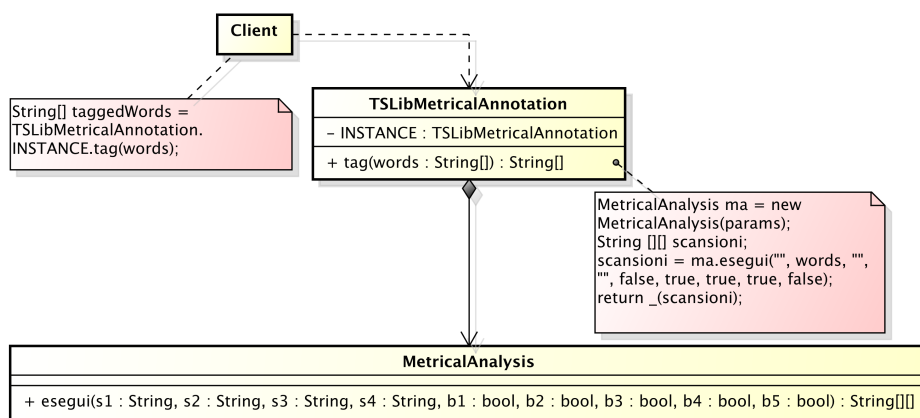 Client
String[] taggedWords =
TSLibMetricalAnnotation.
INSTANCE.tag(words);
TSLibMetricalAnnotation
- INSTANCE : TSLibMetricalAnnotation
+ tag(words : String[]) : String[]
MetricalAnalysis ma = new
MetricalAnalysis(params);
String [][] scansioni;
scansioni = ma.esegui("", words, "",
"", false, true, true, true, false);
return _(scansioni);
MetricalAnalysis
+ esegui(s1 : String, s2 : String, s3 : String, s4 : String, b1 : bool, b2 : bool, b3 : bool, b4 : bool, b5 : bool) : String[][]